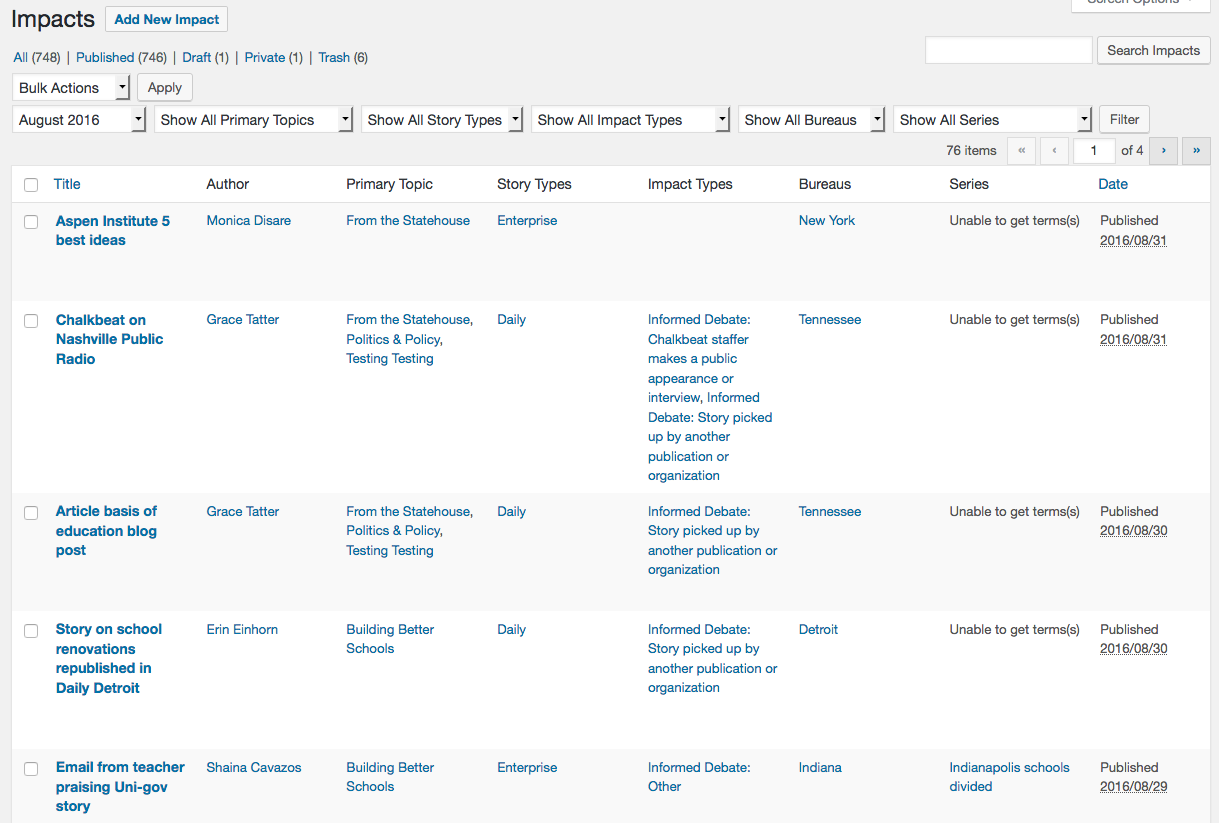 Screen Options
Impacts Add New Impact
All (748) | Published (746) | Draft (1) | Private (1) | Trash (6)
Search Impacts
Bulk Actions Apply
August 2016 Show All Primary Topics Show All Story Types Show All Impact Types Show All Bureaus Show All Series Filter
76 items « ‹ 1 of 4 › »
Title Author Primary Topic Story Types Impact Types Bureaus Series Date
Aspen Institute 5 Monica Disare From the Statehouse Enterprise New York Unable to get terms(s) Published
best ideas 2016/08/31
Chalkbeat on Grace Tatter From the Statehouse, Daily Informed Debate: Tennessee Unable to get terms(s) Published
Nashville Public Politics & Policy, Chalkbeat staffer 2016/08/31
Radio Testing Testing makes a public
appearance or
interview, Informed
Debate: Story picked
up by another
publication or
organization
Article basis of Grace Tatter From the Statehouse, Daily Informed Debate: Tennessee Unable to get terms(s) Published
education blog Politics & Policy, Story picked up by 2016/08/30
post Testing Testing another publication or
organization
Story on school Erin Einhorn Building Better Daily Informed Debate: Detroit Unable to get terms(s) Published
renovations Schools Story picked up by 2016/08/30
republished in another publication or
Daily Detroit organization
Email from teacher Shaina Cavazos Building Better Enterprise Informed Debate: Indiana Indianapolis schools Published
praising Uni-gov Schools Other divided 2016/08/29
story